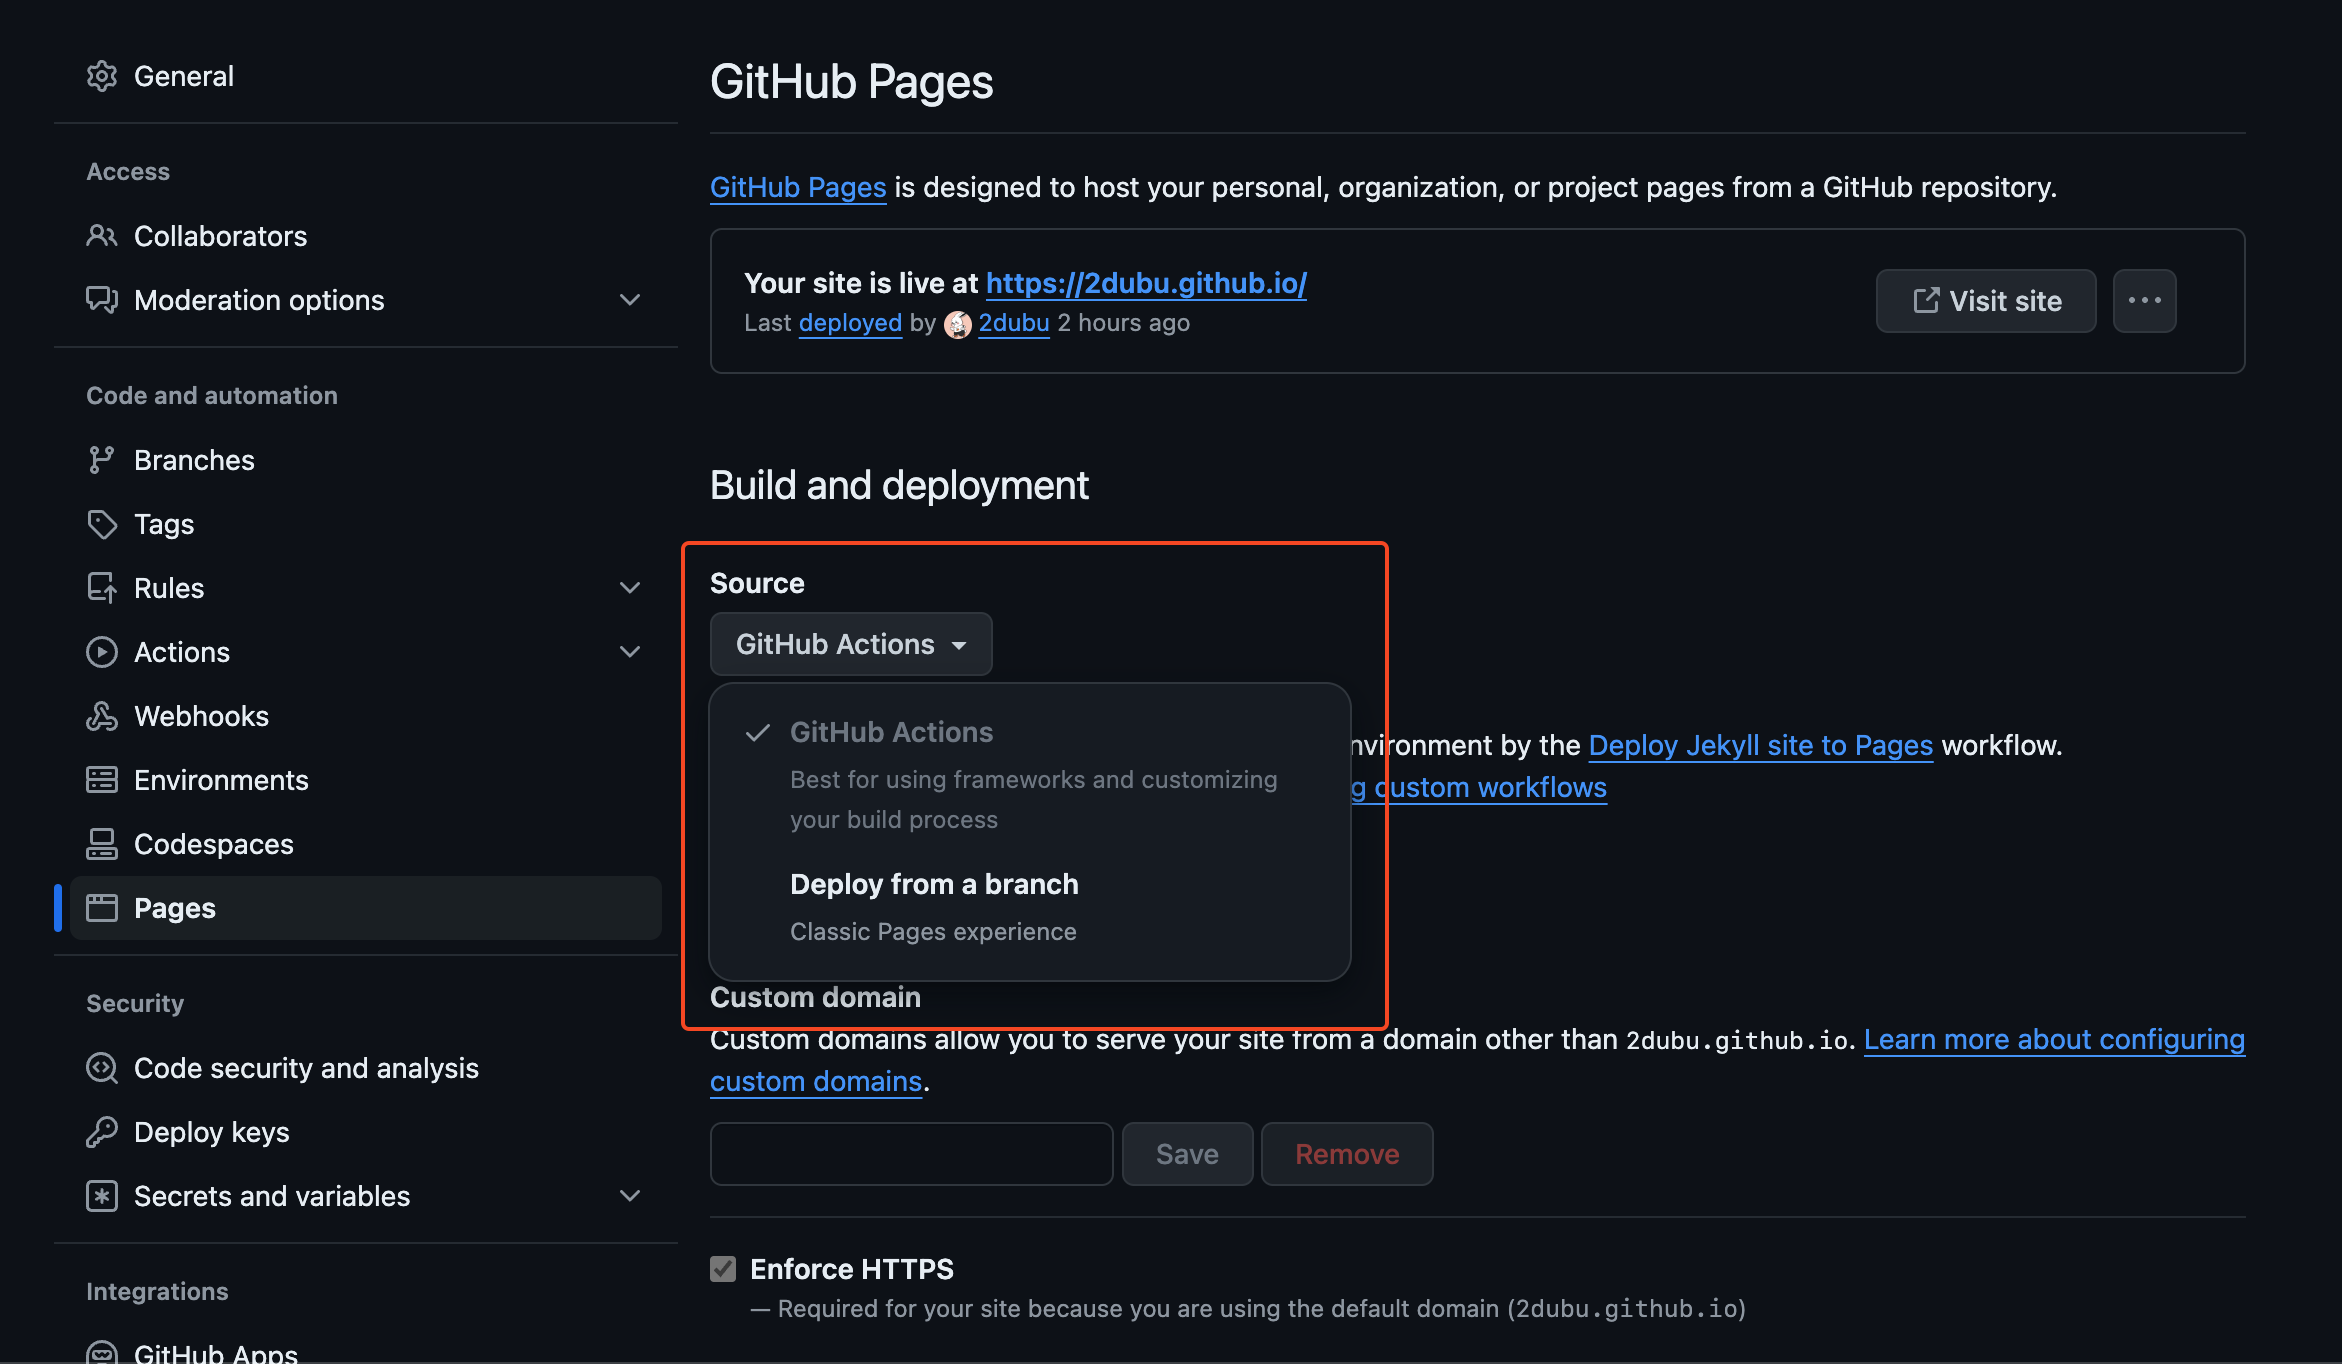 General
Access
Collaborators
Moderation options
Code and automation
Branches
Tags
Rules
Actions
Webhooks
Environments
Codespaces
Pages
Security
Code security and analysis
Deploy keys
Secrets and variables
Integrations
GitHub Apps
GitHub Pages
GitHub Pages is designed to host your personal, organization, or project pages from a GitHub repository.
Your site is live at https://2dubu.github.io/
Last deployed by 2dubu 2 hours ago
Visit site
Build and deployment
Source
GitHub Actions
GitHub Actions
Best for using frameworks and customizing
your build process
Deploy from a branch
Classic Pages experience
nvironment by the Deploy Jekyll site to Pages workflow.
g custom workflows
Custom domain
Custom domains allow you to serve your site from a domain other than 2dubu.github.io. Learn more about configuring
custom domains.
Save
Remove
Enforce HTTPS
— Required for your site because you are using the default domain (2dubu.github.io)